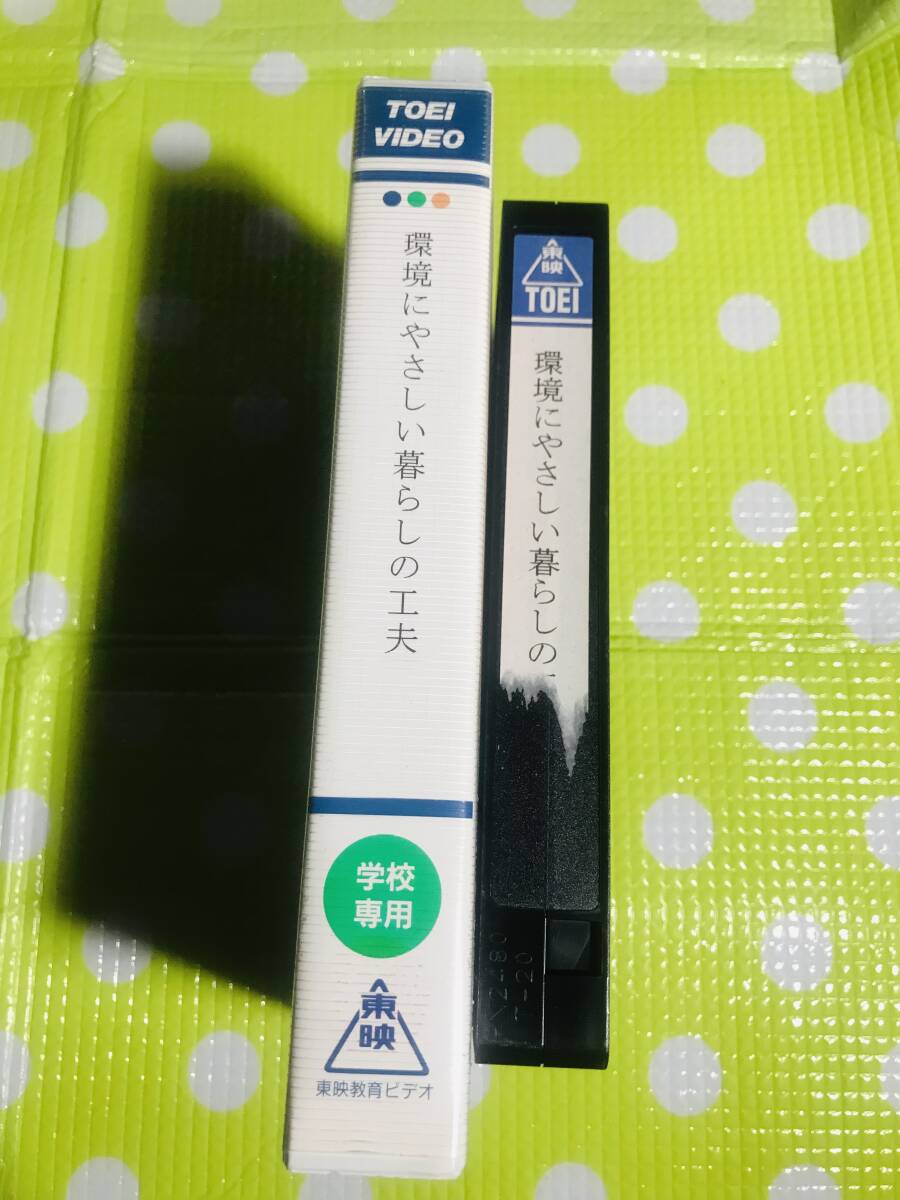 TOEI
VIDEO
環境にやさしい暮らしの工夫
学校
専用
東映
東映教育ビデオ
東映
TOEI
環境にやさしい暮らしの
T-20